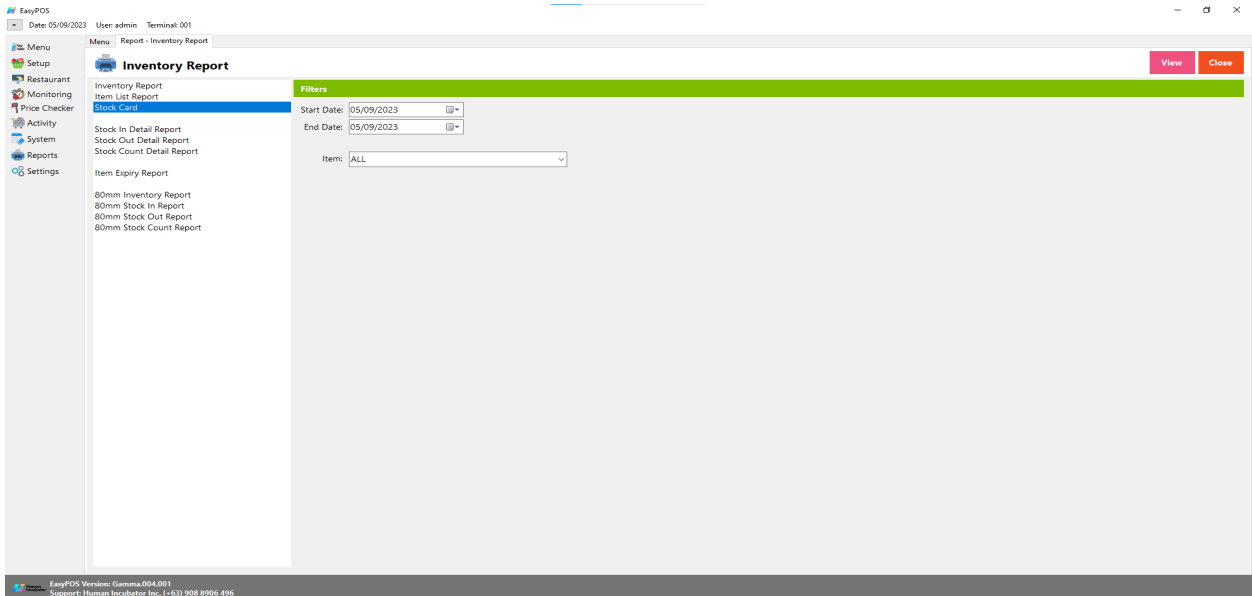 EasyPOS
Date: 05/09/2023 User: admin Terminal: 001
Menu
Setup
Restaurant
Monitoring
Price Checker
Activity
System
Reports
Settings
Menu Report - Inventory Report
Inventory Report
View Close
Inventory Report
Item List Report
Stock Card
Stock In Detail Report
Stock Out Detail Report
Stock Count Detail Report
Item Expiry Report
80mm Inventory Report
80mm Stock In Report
80mm Stock Out Report
80mm Stock Count Report
Filters
Start Date: 05/09/2023
End Date: 05/09/2023
Item: ALL
Human
Incubator
EasyPOS Version: Gamma.004.001
Support: Human Incubator Inc. (+63) 908 8906 496